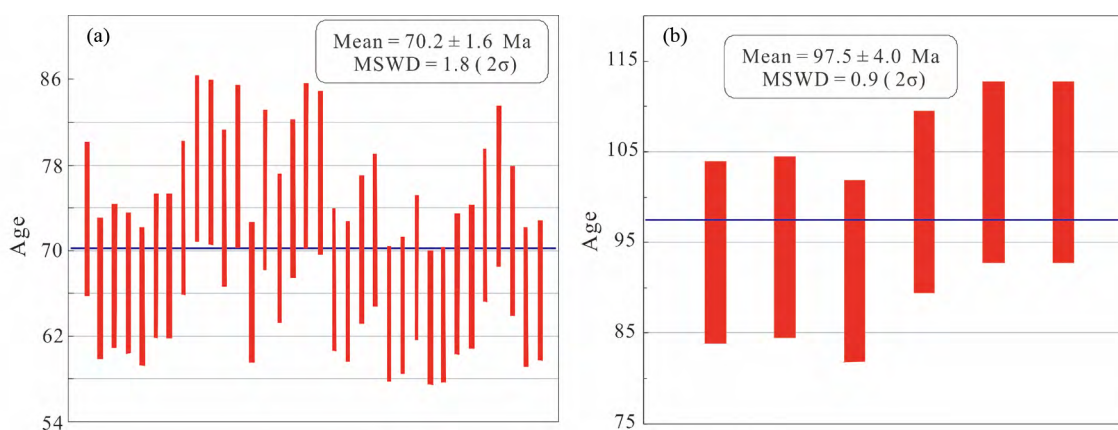 (a)
Mean = 70.2 ± 1.6 Ma
MSWD = 1.8 ( 2σ)
Age
86
78
70
62
54
(b)
Mean = 97.5 ± 4.0 Ma
MSWD = 0.9 ( 2σ)
Age
115
105
95
85
75